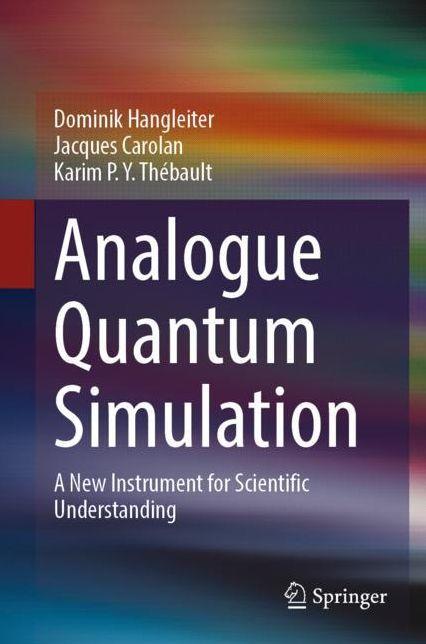 Dominik Hangleiter
Jacques Carolan
Karim P. Y. Thébault
Analogue
Quantum
Simulation
A New Instrument for Scientific
Understanding
Springer